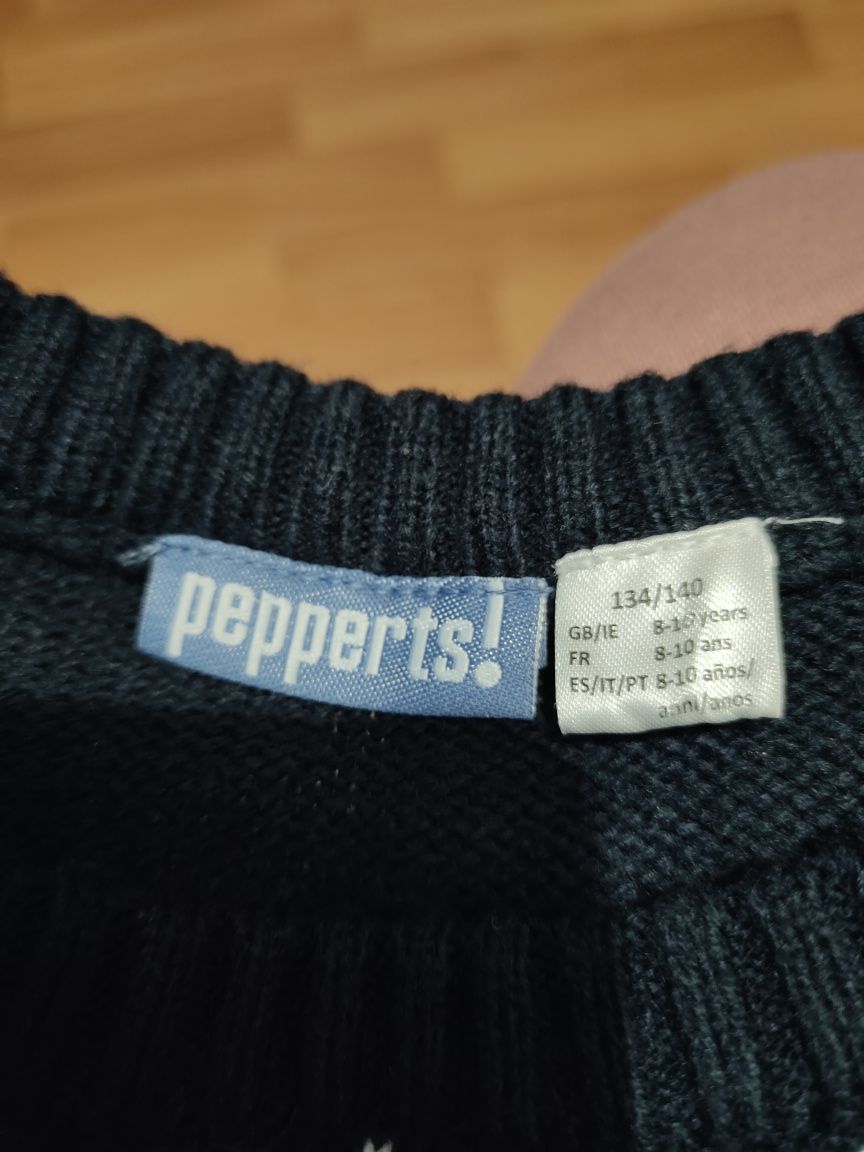 pepperts!
134/140
GB/IE 8-10 years
FR 8-10 ans
ES/IT/PT 8-10 años/
anni/anos